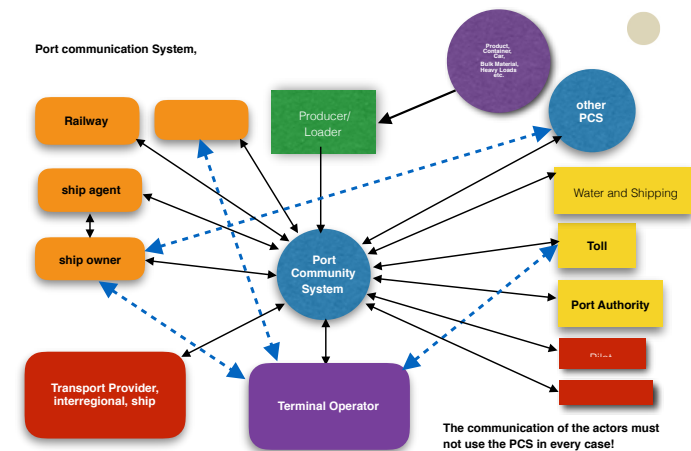 Port communication System,
Product,
Container,
Car,
Bulk Material,
Heavy Loads
etc.
other
PCS
Railway
Producer/
Loader
ship agent
Water and Shipping
ship owner
Port
Community
System
Toll
Port Authority
Transport Provider,
interregional, ship
Terminal Operator
The communication of the actors must
not use the PCS in every case!